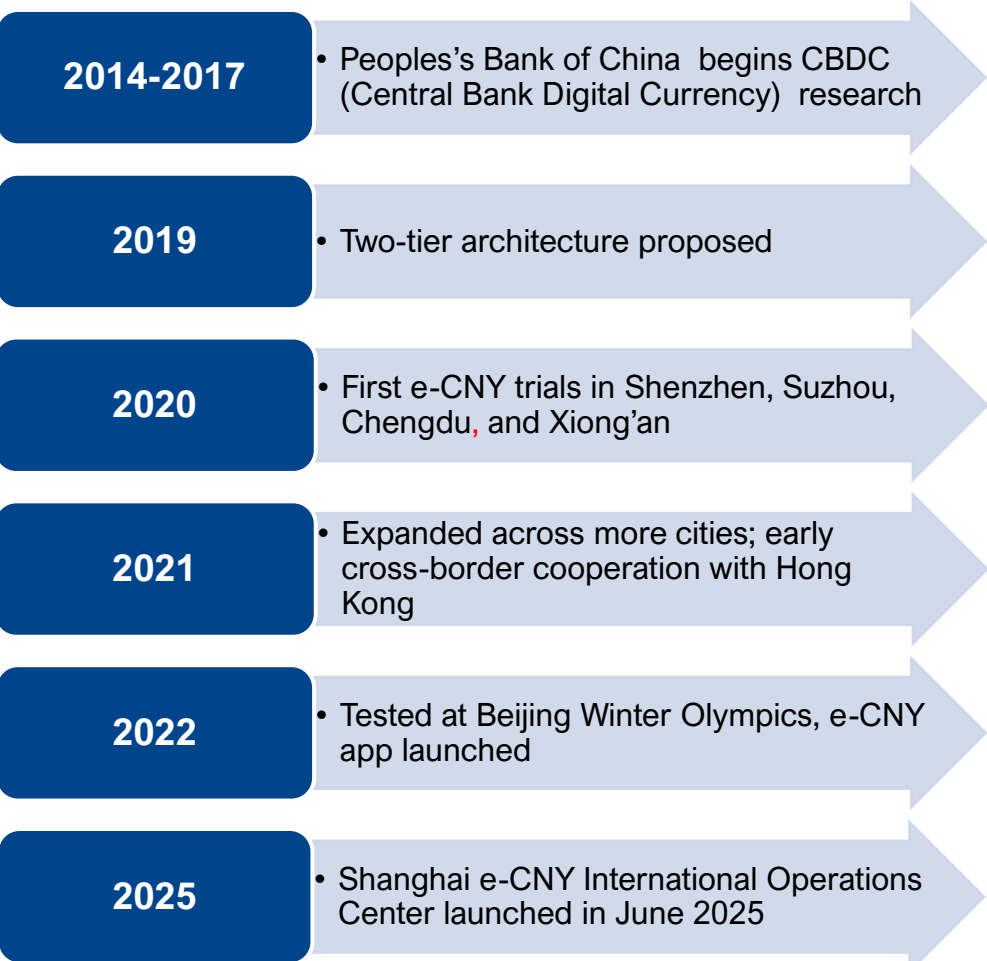 2014-2017
• Peoples's Bank of China  begins CBDC
(Central Bank Digital Currency)  research
2019
• Two-tier architecture proposed
2020
• First e-CNY trials in Shenzhen, Suzhou,
Chengdu, and Xiong’an
2021
• Expanded across more cities; early
cross-border cooperation with Hong
Kong
2022
• Tested at Beijing Winter Olympics, e-CNY
app launched
2025
• Shanghai e-CNY International Operations
Center launched in June 2025